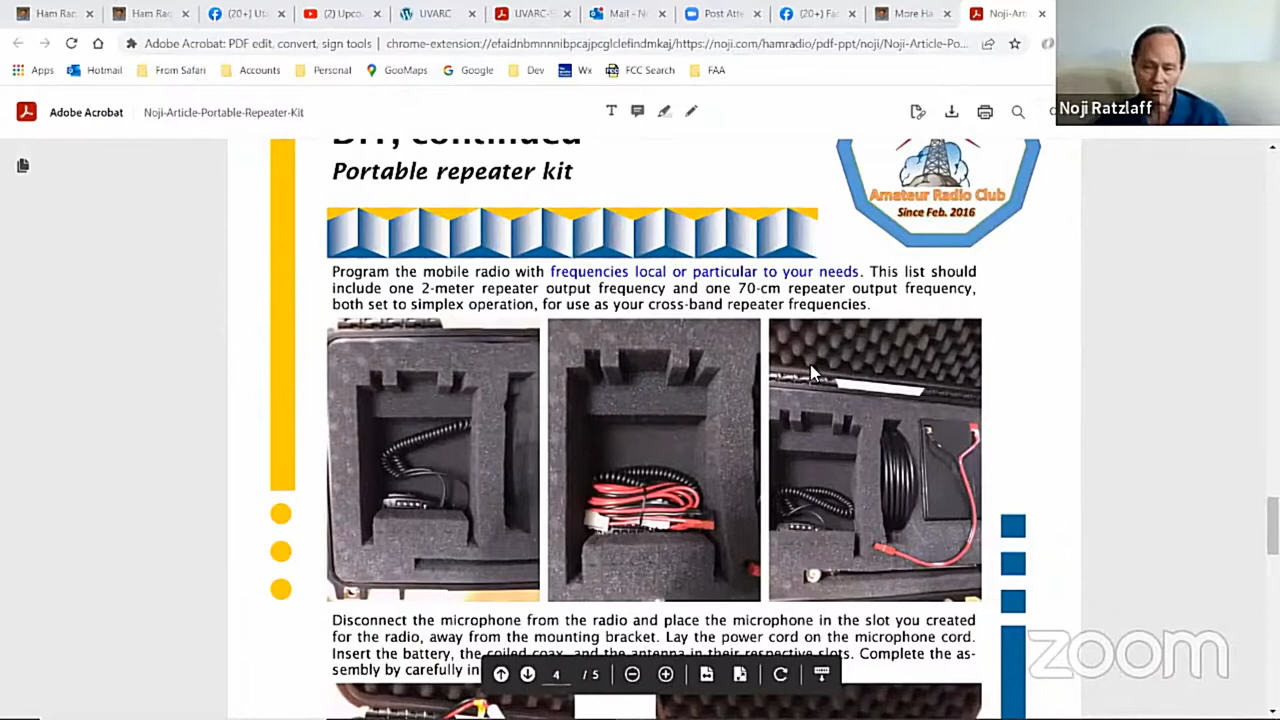 Ham Rac
Ham Rac
(20+) Ut
(2) Upco
UVARC
UVARC-
Mail - N
Post Att
(20+) Fa
More Ha
Noji-Art
Adobe Acrobat: PDF edit, convert, sign tools | chrome-extension://efaidnbmnnnibpcajpcglclefindmkaj/https://noji.com/hamradio/pdf-ppt/noji/Noji-Article-Po...
Apps Hotmail From Safari Accounts Personal GooMaps Google Dev Wx FCC Search FAA
Noji Ratzlaff
Adobe Acrobat Noji-Article-Portable-Repeater-Kit
DIY, continued
Portable repeater kit
Amateur Radio Club
Since Feb. 2016
Program the mobile radio with frequencies local or particular to your needs. This list should
include one 2-meter repeater output frequency and one 70-cm repeater output frequency,
both set to simplex operation, for use as your cross-band repeater frequencies.
Disconnect the microphone from the radio and place the microphone in the slot you created
for the radio, away from the mounting bracket. Lay the power cord on the microphone cord.
Insert the battery, the coiled coax, and the antenna in their respective slots. Complete the as-
sembly by carefully in
4 / 5
zoom